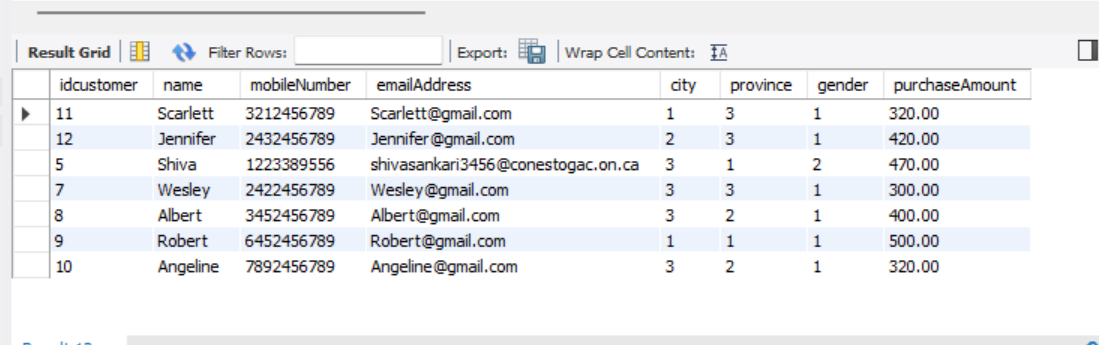 Result Grid Filter Rows: Export: Wrap Cell Content:
idcustomer name mobileNumber emailAddress city province gender purchaseAmount
11 Scarlett 3212456789 Scarlett@gmail.com 1 3 1 320.00
12 Jennifer 2432456789 Jennifer@gmail.com 2 3 1 420.00
5 Shiva 1223389556 shivasankari3456@conestogac.on.ca 3 1 2 470.00
7 Wesley 2422456789 Wesley@gmail.com 3 3 1 300.00
8 Albert 3452456789 Albert@gmail.com 3 2 1 400.00
9 Robert 6452456789 Robert@gmail.com 1 1 1 500.00
10 Angeline 7892456789 Angeline@gmail.com 3 2 1 320.00